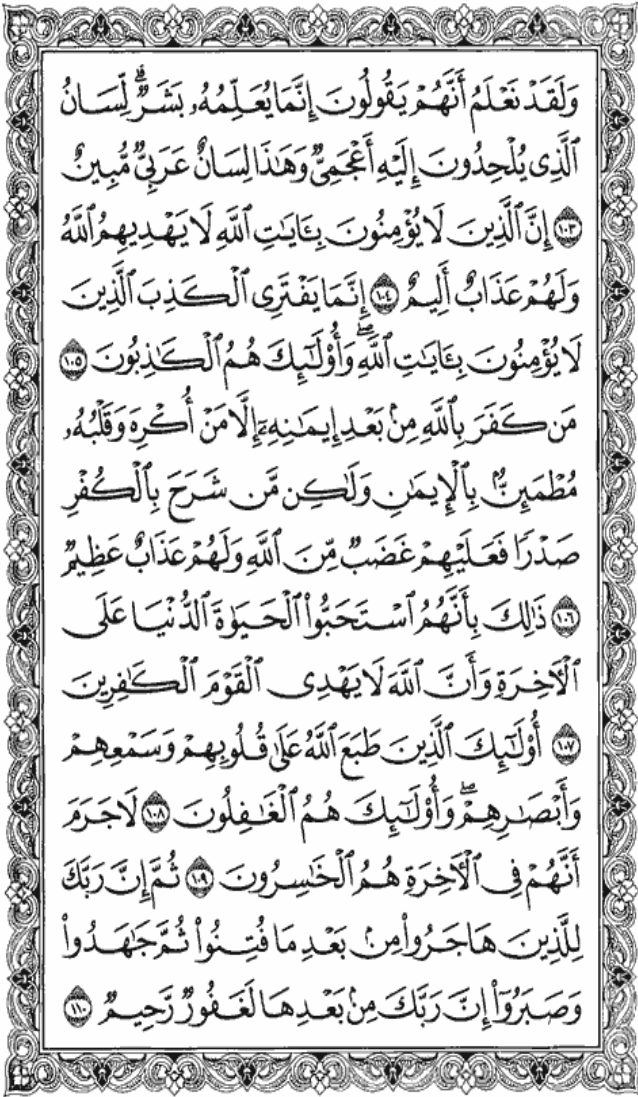 وَلَقَدْ نَعْلَمُ أَنَّهُمْ يَقُولُونَ إِنَّمَا يُعَلِّمُهُۥ بَشَرٌۗ لِّسَانُ
ٱلَّذِى يُلْحِدُونَ إِلَيْهِ أَعْجَمِىٌّ وَهَٰذَا لِسَانٌ عَرَبِىٌّ مُّبِينٌ
١٠٣ إِنَّ ٱلَّذِينَ لَا يُؤْمِنُونَ بِـَٔايَٰتِ ٱللَّهِ لَا يَهْدِيهِمُ ٱللَّهُ
وَلَهُمْ عَذَابٌ أَلِيمٌ ١٠٤ إِنَّمَا يَفْتَرِى ٱلْكَذِبَ ٱلَّذِينَ
لَا يُؤْمِنُونَ بِـَٔايَٰتِ ٱللَّهِۖ وَأُو۟لَٰٓئِكَ هُمُ ٱلْكَٰذِبُونَ ١٠٥
مَن كَفَرَ بِٱللَّهِ مِنۢ بَعْدِ إِيمَٰنِهِۦٓ إِلَّا مَنْ أُكْرِهَ وَقَلْبُهُۥ
مُطْمَئِنٌّۢ بِٱلْإِيمَٰنِ وَلَٰكِن مَّن شَرَحَ بِٱلْكُفْرِ
صَدْرًا فَعَلَيْهِمْ غَضَبٌ مِّنَ ٱللَّهِ وَلَهُمْ عَذَابٌ عَظِيمٌ
١٠٦ ذَٰلِكَ بِأَنَّهُمُ ٱسْتَحَبُّوا۟ ٱلْحَيَوٰةَ ٱلدُّنْيَا عَلَى
ٱلْـَٔاخِرَةِ وَأَنَّ ٱللَّهَ لَا يَهْدِى ٱلْقَوْمَ ٱلْكَٰفِرِينَ
١٠٧ أُو۟لَٰٓئِكَ ٱلَّذِينَ طَبَعَ ٱللَّهُ عَلَىٰ قُلُوبِهِمْ وَسَمْعِهِمْ
وَأَبْصَٰرِهِمْۖ وَأُو۟لَٰٓئِكَ هُمُ ٱلْغَٰفِلُونَ ١٠٨ لَا جَرَمَ
أَنَّهُمْ فِى ٱلْـَٔاخِرَةِ هُمُ ٱلْخَٰسِرُونَ ١٠٩ ثُمَّ إِنَّ رَبَّكَ
لِلَّذِينَ هَاجَرُوا۟ مِنۢ بَعْدِ مَا فُتِنُوا۟ ثُمَّ جَٰهَدُوا۟
وَصَبَرُوٓا۟ إِنَّ رَبَّكَ مِنۢ بَعْدِهَا لَغَفُورٌ رَّحِيمٌ ١١٠